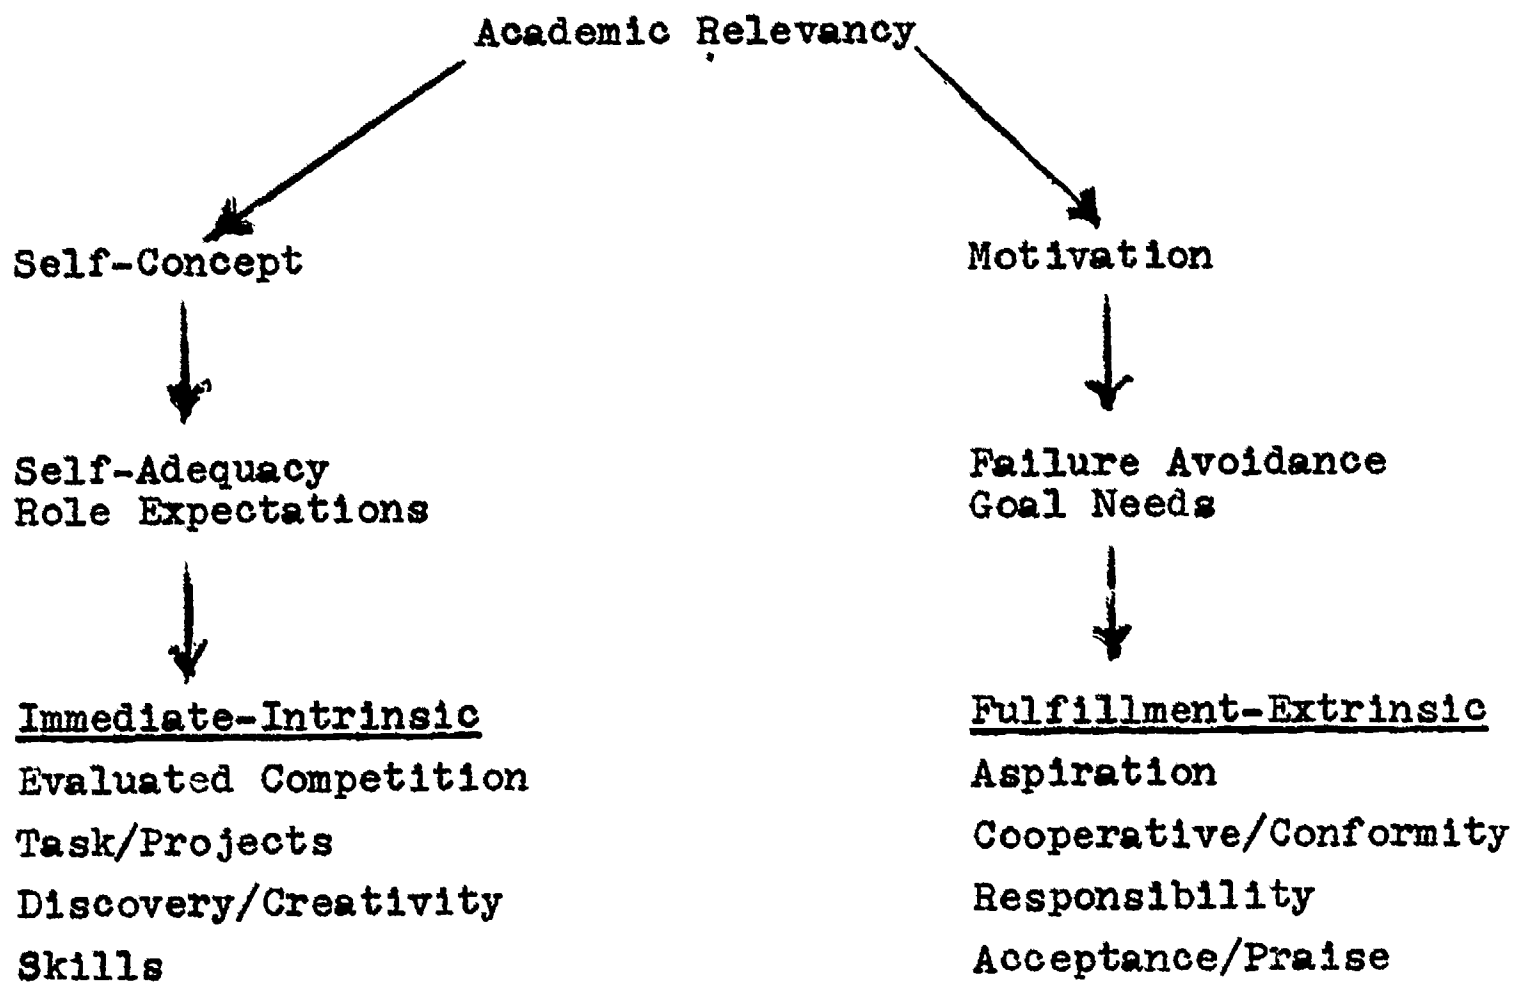 Academic Relevancy
Self-Concept
Motivation
Self-Adequacy
Role Expectations
Failure Avoidance
Goal Needs
Immediate-Intrinsic
Evaluated Competition
Task/Projects
Discovery/Creativity
Skills
Fulfillment-Extrinsic
Aspiration
Cooperative/Conformity
Responsibility
Acceptance/Praise